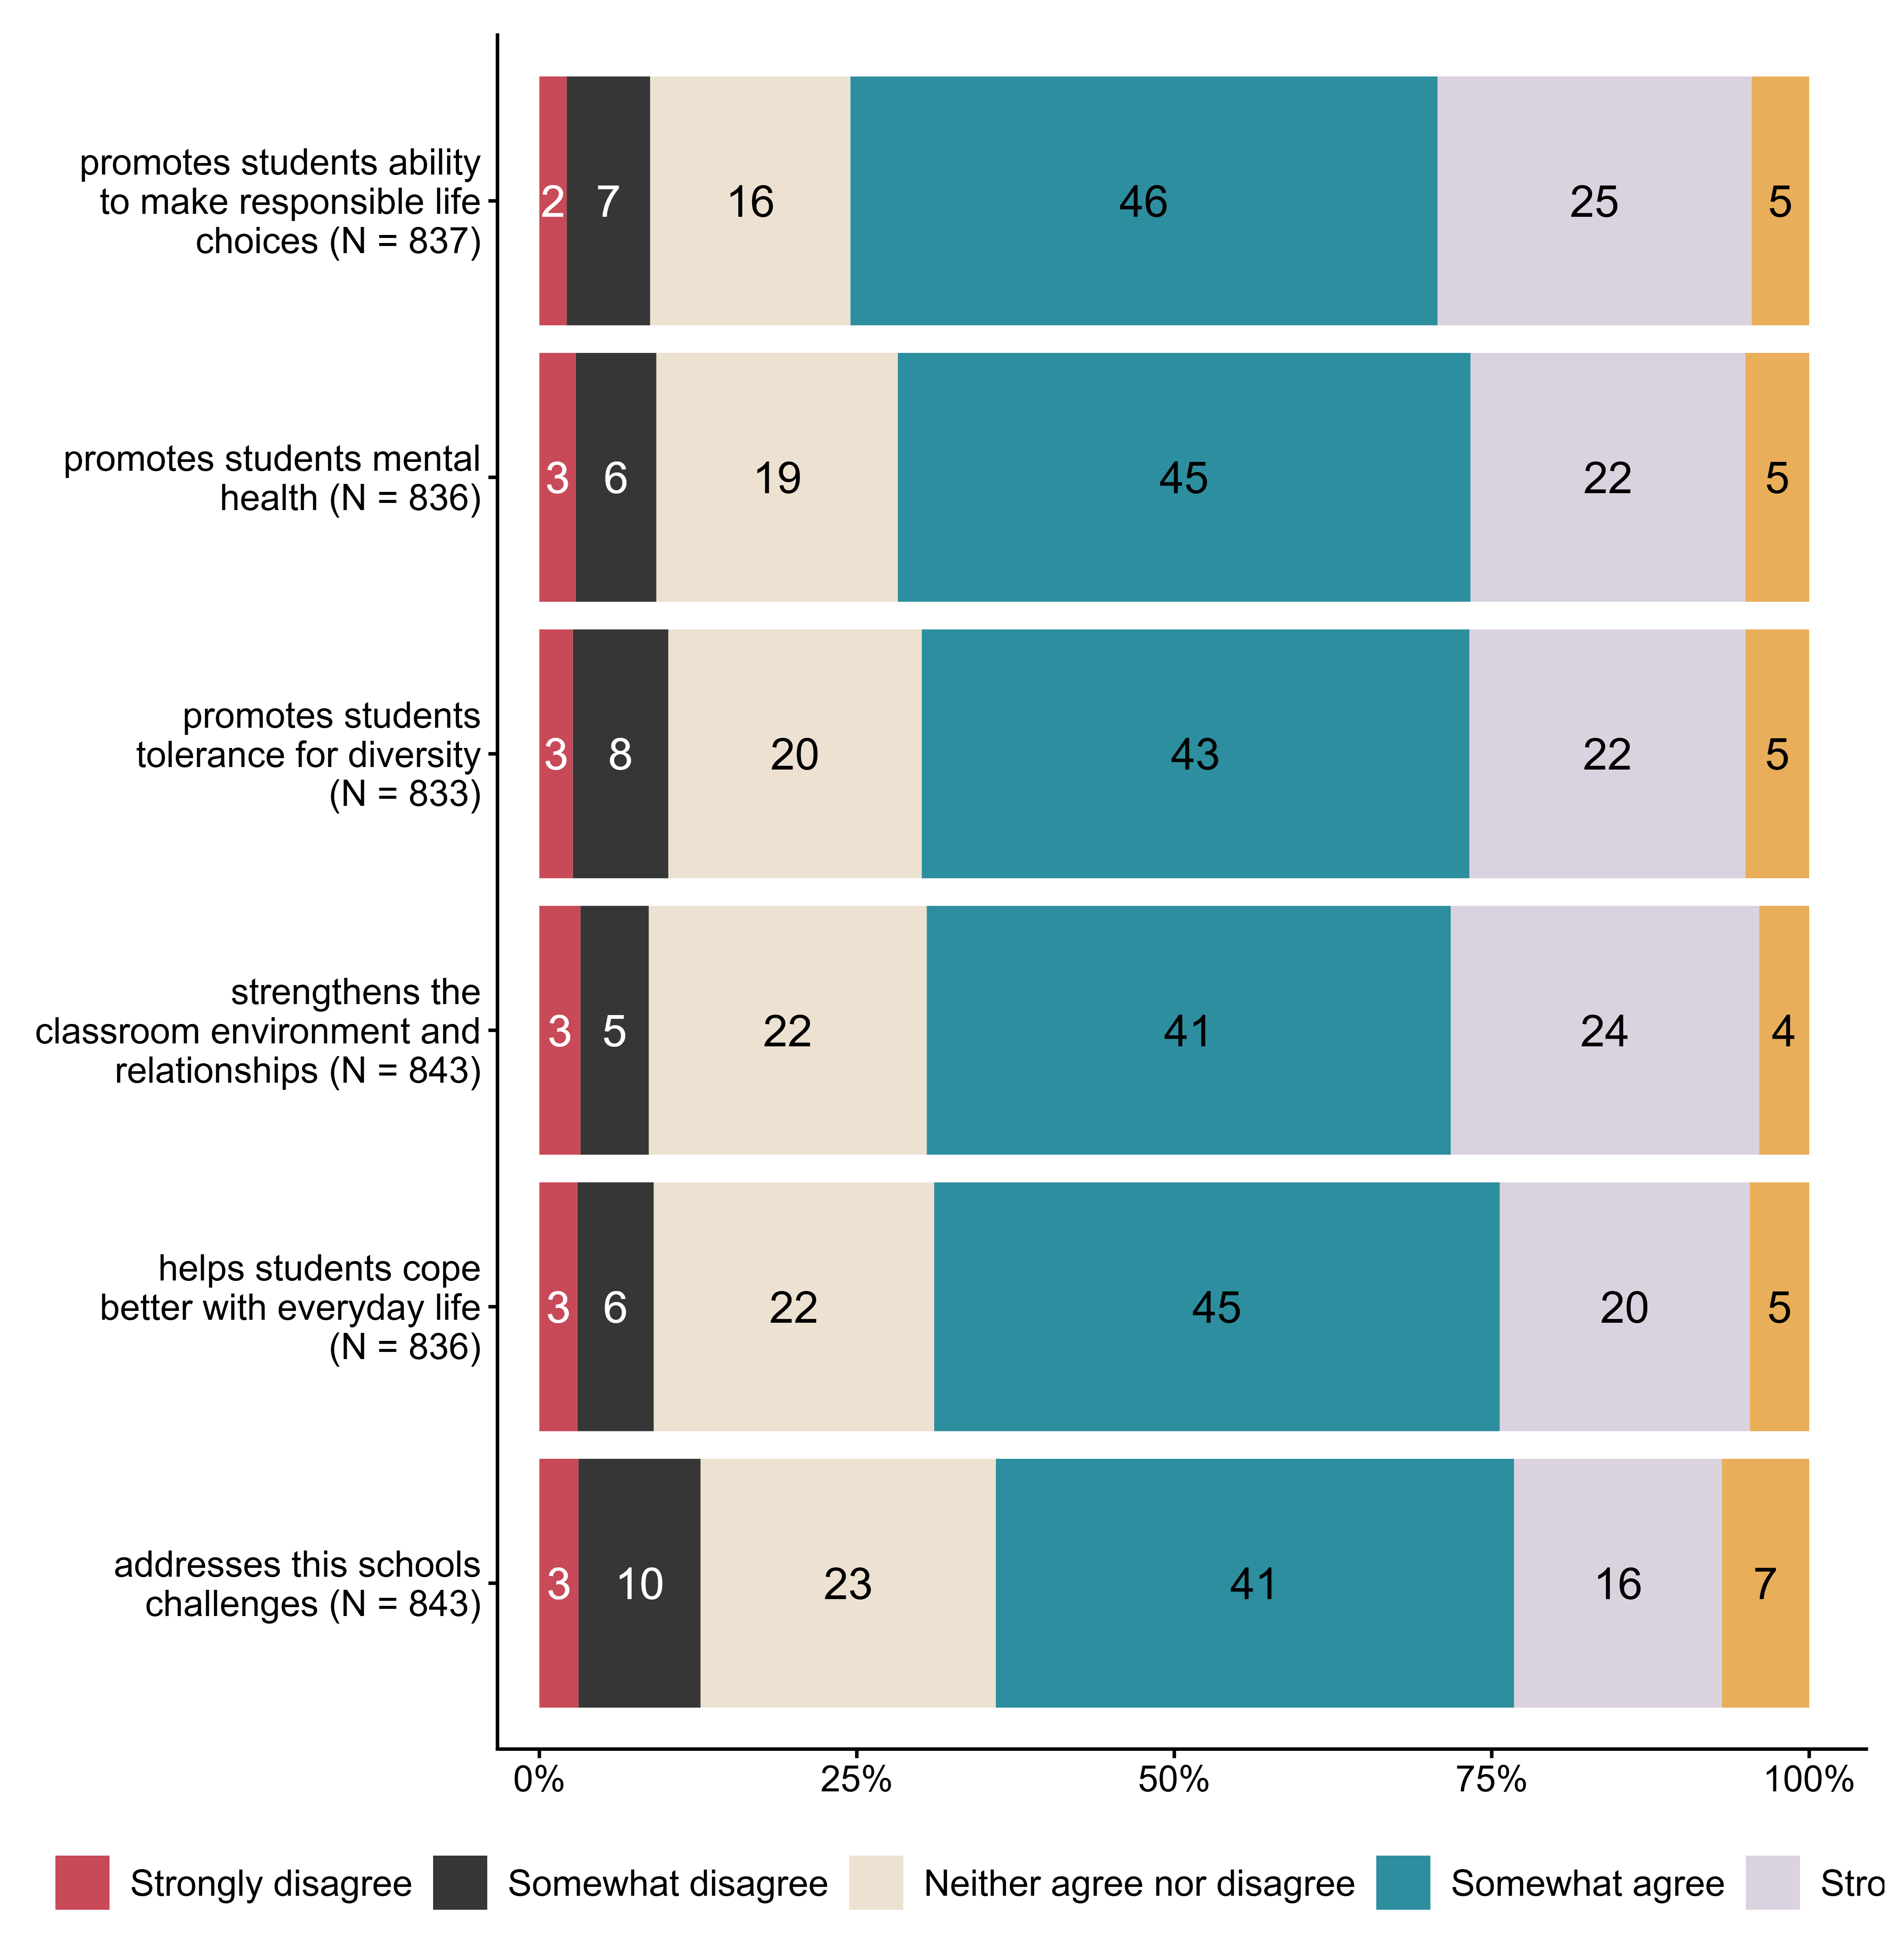 promotes students ability
to make responsible life
choices (N = 837)
2 7 16 46 25 5
promotes students mental
health (N = 836)
3 6 19 45 22 5
promotes students
tolerance for diversity
(N = 833)
3 8 20 43 22 5
strengthens the
classroom environment and
relationships (N = 843)
3 5 22 41 24 4
helps students cope
better with everyday life
(N = 836)
3 6 22 45 20 5
addresses this schools
challenges (N = 843)
3 10 23 41 16 7
0% 25% 50% 75% 100%
Strongly disagree Somewhat disagree Neither agree nor disagree Somewhat agree Stro